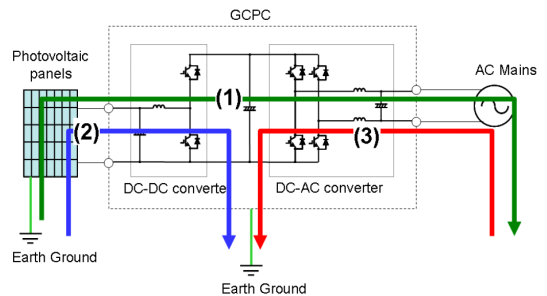 GCPC
Photovoltaic
panels
AC Mains
(1)
(2)
(3)
DC-DC converte
DC-AC converter
Earth Ground
Earth Ground